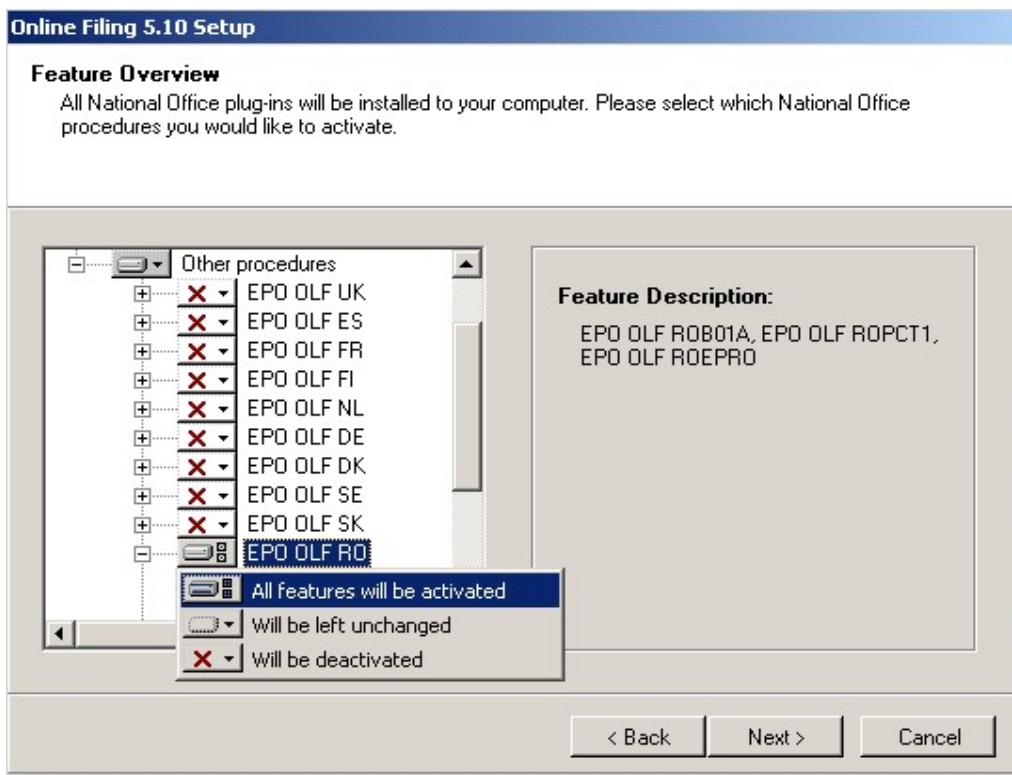 Online Filing 5.10 Setup
Feature Overview
All National Office plug-ins will be installed to your computer. Please select which National Office
procedures you would like to activate.
Other procedures
EPO OLF UK
EPO OLF ES
EPO OLF FR
EPO OLF FI
EPO OLF NL
EPO OLF DE
EPO OLF DK
EPO OLF SE
EPO OLF SK
EPO OLF RO
All features will be activated
Will be left unchanged
Will be deactivated
Feature Description:
EPO OLF ROB01A, EPO OLF ROPCT1,
EPO OLF ROEPRO
< Back
Next >
Cancel